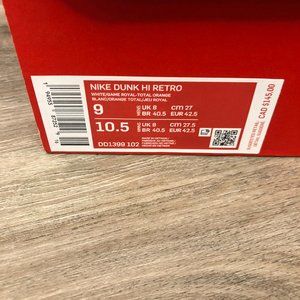 NIKE DUNK HI RETRO
WHITE/GAME ROYAL-TOTAL ORANGE
BLANC/ORANGE TOTAL/JEU ROYAL
9
UK 8
BR 40.5
CM 27
EUR 42.5
10.5
UK 8
BR 40.5
CM 27.5
EUR 42.5
DD1399 102
CAD $145.00